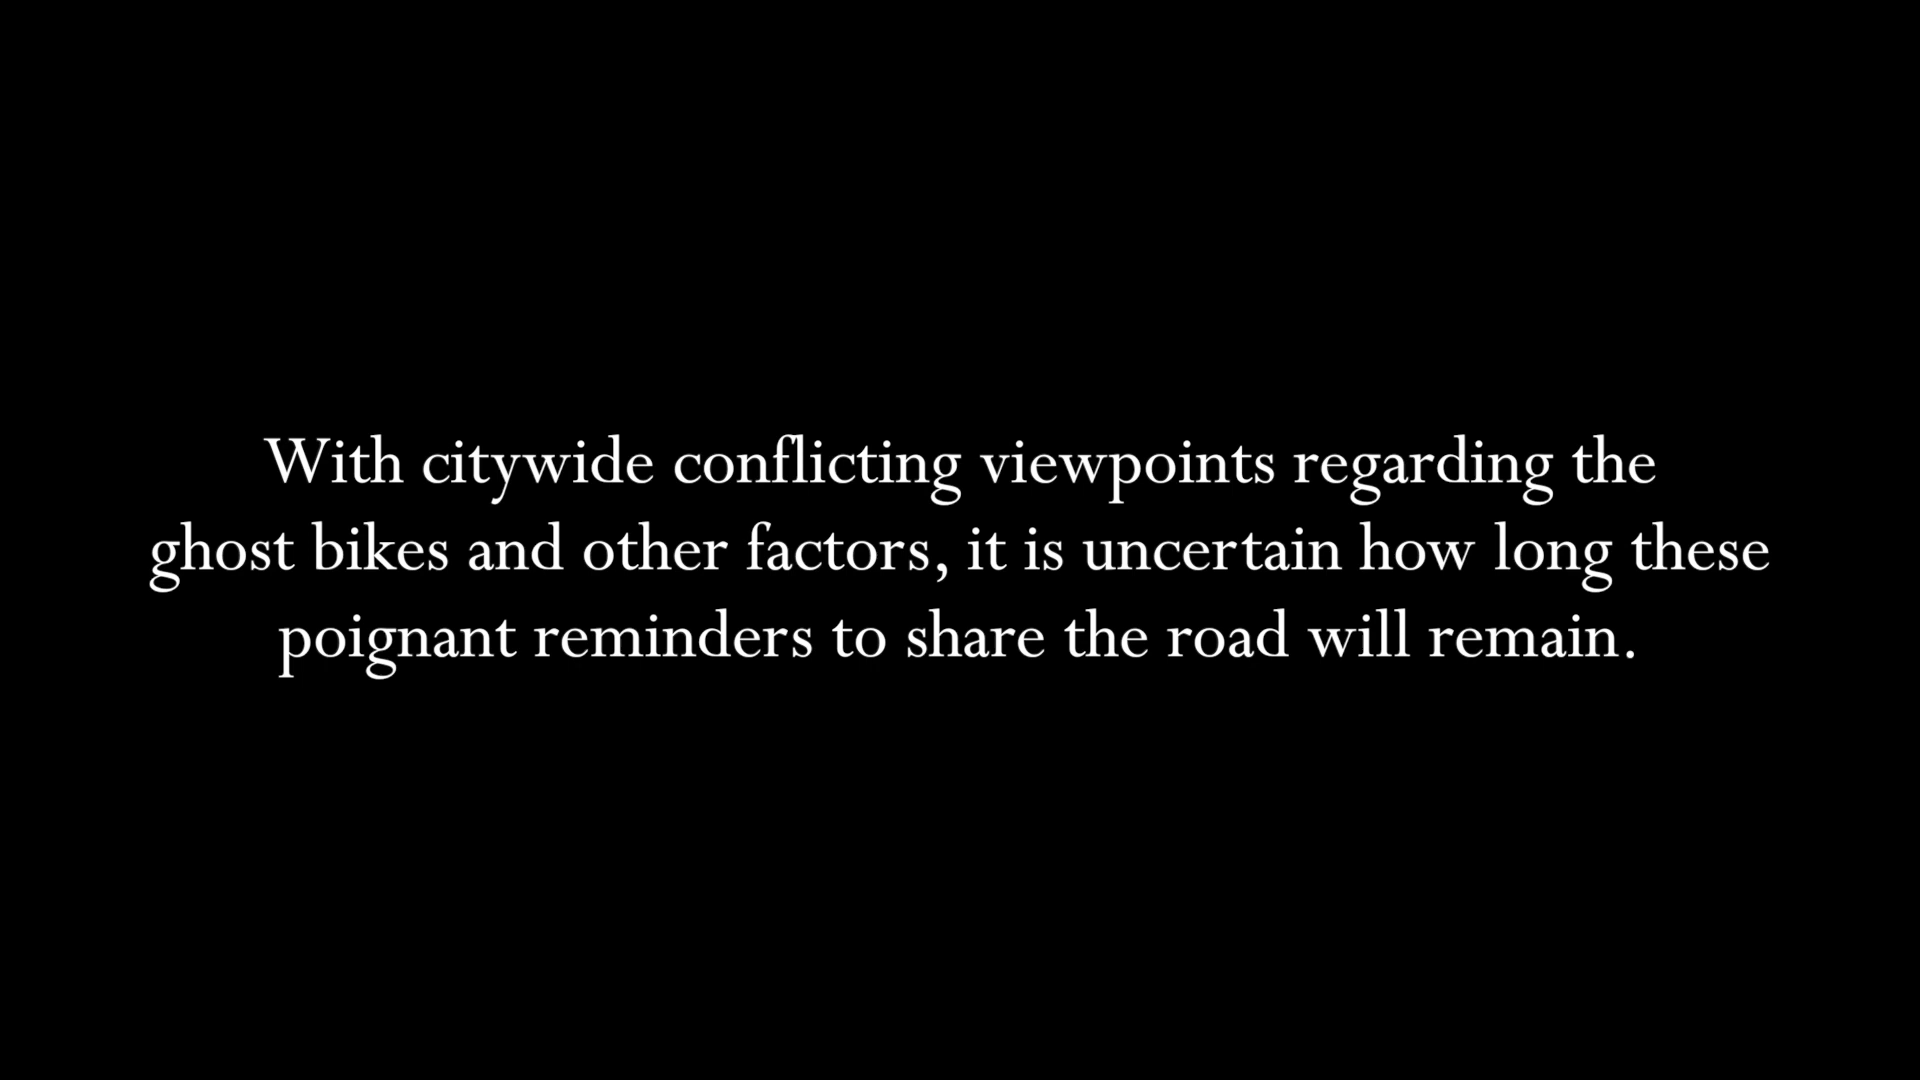 With citywide conflicting viewpoints regarding the
ghost bikes and other factors, it is uncertain how long these
poignant reminders to share the road will remain.